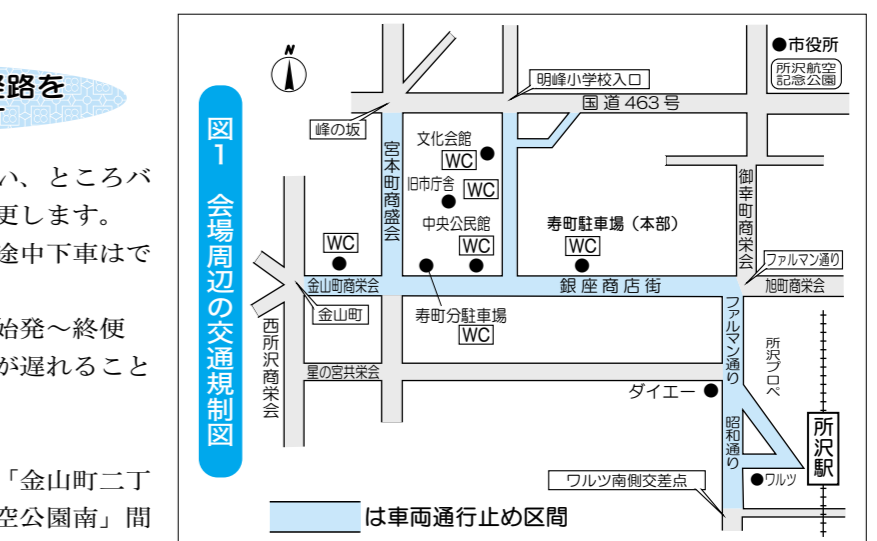 経路を
い、ところバ
更します。
途中下車はで
始発～終便
が遅れること
「金山町二丁
空公園南」間
図1 会場周辺の交通規制図
N
●市役所
所沢航空
記念公園
明峰小学校入口
国道463号
峰の坂
宮本町商盛会
文化会館
WC
旧市庁舎
WC
中央公民館
WC
寿町駐車場（本部）
WC
御幸町商栄会
ファルマン通り
WC
金山町商栄会
銀座商店街
旭町商栄会
金山町
寿町分駐車場
WC
西所沢商栄会
星の宮共栄会
ファルマン通り
所沢プロペ
ダイエー
昭和通り
所沢駅
ワルツ南側交差点
●ワルツ
は車両通行止め区間